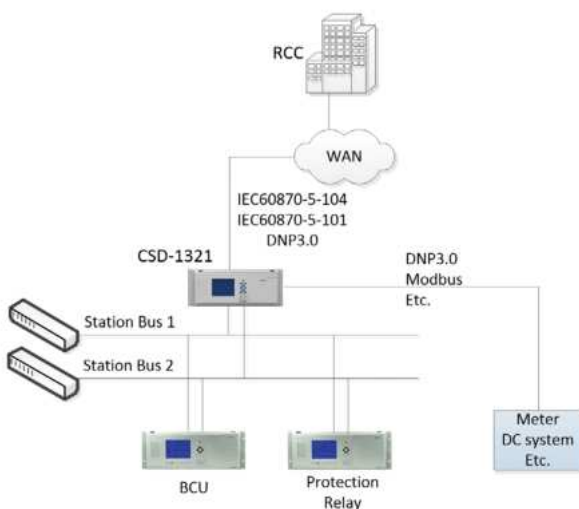 RCC
WAN
IEC60870-5-104
IEC60870-5-101
DNP3.0
CSD-1321
DNP3.0
Modbus
Etc.
Station Bus 1
Station Bus 2
Meter
DC system
Etc.
BCU
Protection
Relay